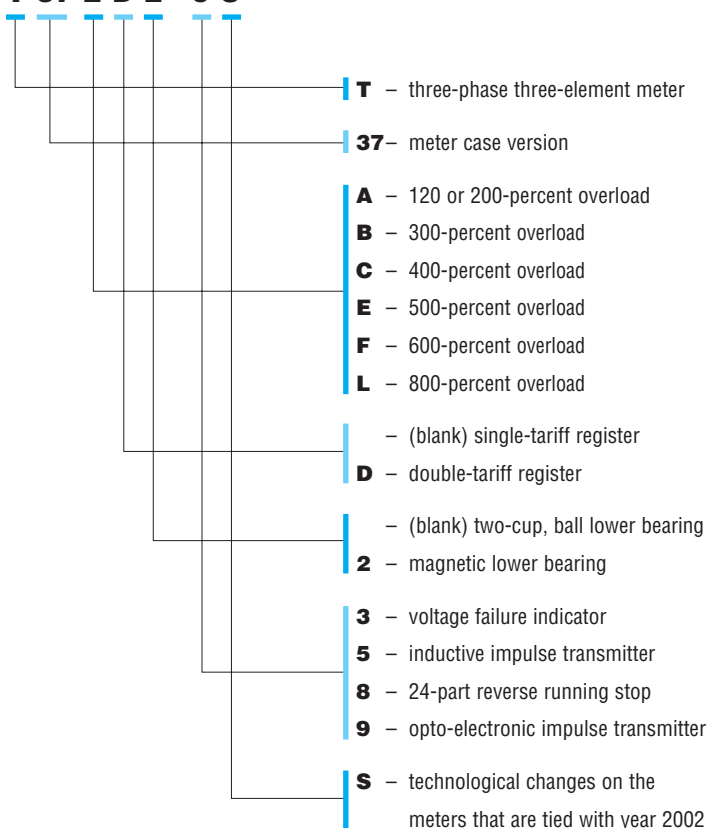 T – three-phase three-element meter
37 – meter case version
A – 120 or 200-percent overload
B – 300-percent overload
C – 400-percent overload
E – 500-percent overload
F – 600-percent overload
L – 800-percent overload
– (blank) single-tariff register
D – double-tariff register
– (blank) two-cup, ball lower bearing
2 – magnetic lower bearing
3 – voltage failure indicator
5 – inductive impulse transmitter
8 – 24-part reverse running stop
9 – opto-electronic impulse transmitter
S – technological changes on the
meters that are tied with year 2002